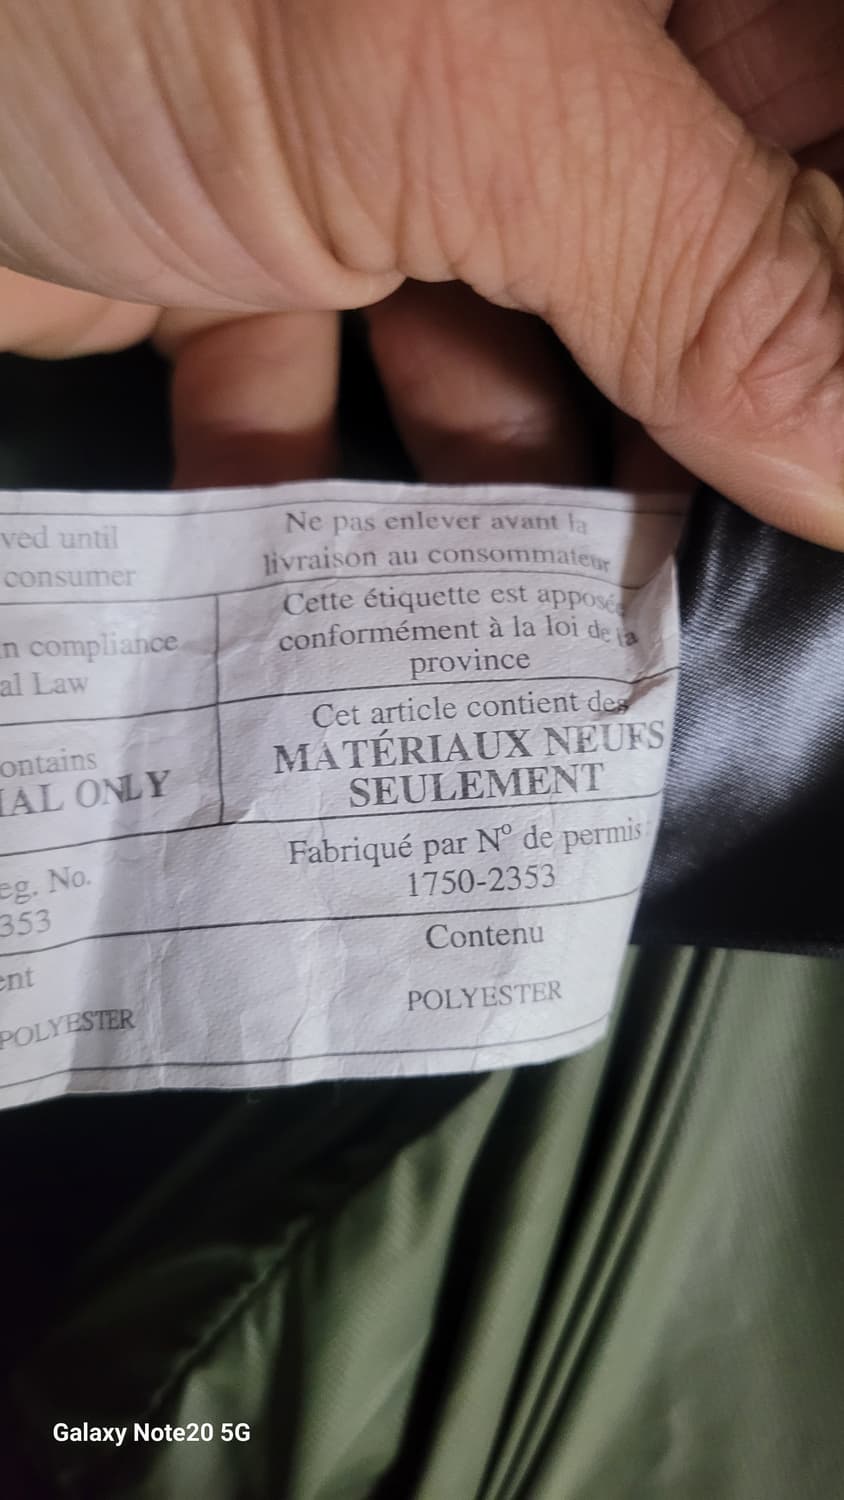 ved until
consumer
n compliance
al Law
ontains
IAL ONLY
eg. No.
353
ent
POLYESTER
Ne pas enlever avant la
livraison au consommateur
Cette étiquette est apposée
conformément à la loi de la
province
Cet article contient des
MATÉRIAUX NEUFS
SEULEMENT
Fabriqué par Nº de permis :
1750-2353
Contenu
POLYESTER
Galaxy Note20 5G